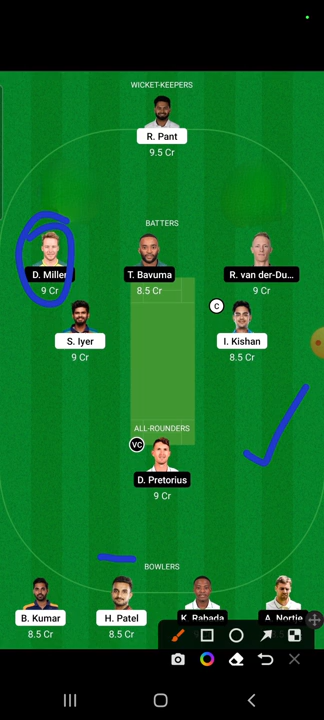 WICKET-KEEPERS
R. Pant
9.5 Cr
BATTERS
D. Miller
T. Bavuma
R. van der-Du...
9 Cr
8.5 Cr
9 Cr
C
S. Iyer
I. Kishan
9 Cr
8.5 Cr
ALL-ROUNDERS
VC
D. Pretorius
9 Cr
BOWLERS
B. Kumar
H. Patel
K. Rabada
A. Nortje
8.5 Cr
8.5 Cr